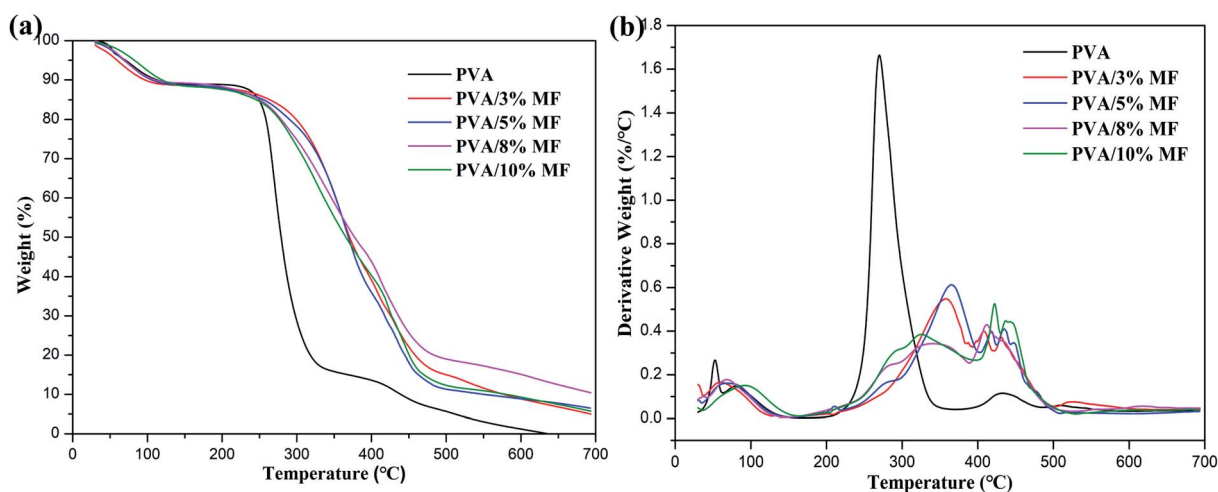 (a)
100
90
80
70
60
50
40
30
20
10
0
Weight (%)
PVA
PVA/3% MF
PVA/5% MF
PVA/8% MF
PVA/10% MF
0 100 200 300 400 500 600 700
Temperature (°C)
(b)
1.8
1.6
1.4
1.2
1.0
0.8
0.6
0.4
0.2
0.0
Derivative Weight (%/°C)
PVA
PVA/3% MF
PVA/5% MF
PVA/8% MF
PVA/10% MF
0 100 200 300 400 500 600 700
Temperature (°C)